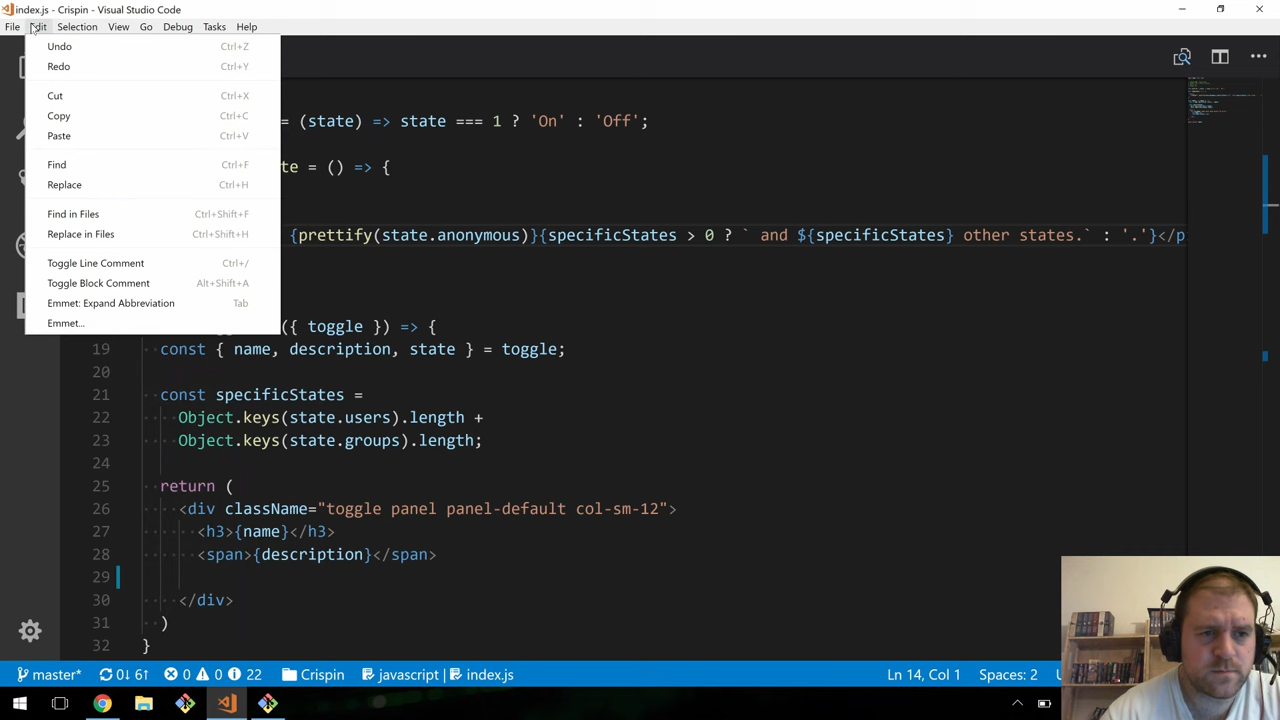 index.js - Crispin - Visual Studio Code
File Edit Selection View Go Debug Tasks Help
Undo Ctrl+Z
Redo Ctrl+Y
Cut Ctrl+X
Copy Ctrl+C
Paste Ctrl+V
Find Ctrl+F
Replace Ctrl+H
Find in Files Ctrl+Shift+F
Replace in Files Ctrl+Shift+H
Toggle Line Comment Ctrl+/
Toggle Block Comment Alt+Shift+A
Emmet: Expand Abbreviation Tab
Emmet...
= (state) => state === 1 ? 'On' : 'Off';
te = () => {
{prettify(state.anonymous)}{specificStates > 0 ? ` and ${specificStates} other states.` : '.'}</p
({ toggle }) => {
19 const { name, description, state } = toggle;
20
21 const specificStates =
22 Object.keys(state.users).length +
23 Object.keys(state.groups).length;
24
25 return (
26 <div className="toggle panel panel-default col-sm-12">
27 <h3>{name}</h3>
28 <span>{description}</span>
29
30 </div>
31 )
32 }
master* 0↓ 6↑ 0 0 22 Crispin javascript index.js Ln 14, Col 1 Spaces: 2